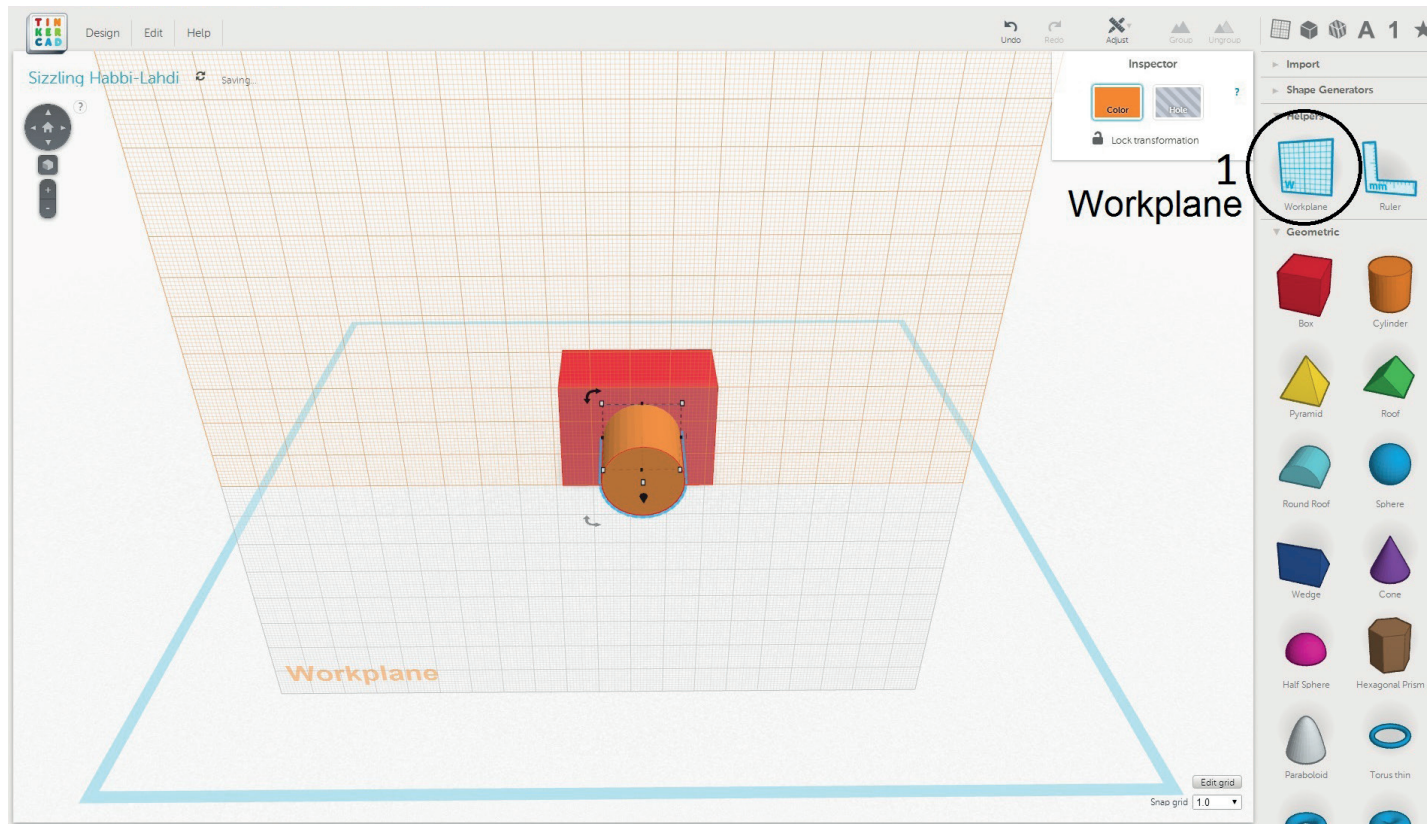 TIN
KER
CAD
Design Edit Help
Undo Redo Adjust Group Ungroup
A 1
Sizzling Habbi-Lahdi Saving...
?
+
-
Inspector
Color Hole
?
Lock transformation
1
Workplane
Import
Shape Generators
Helpers
W mm
Workplane Ruler
Geometric
Box Cylinder
Pyramid Roof
Round Roof Sphere
Wedge Cone
Half Sphere Hexagonal Prism
Paraboloid Torus thin
Workplane
Edit grid
Snap grid 1.0